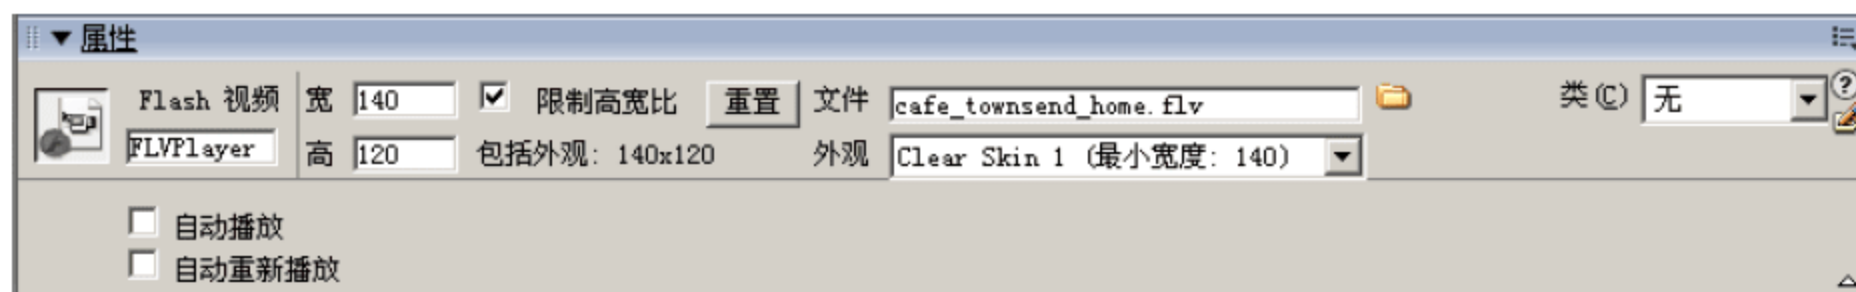 属性
Flash 视频 宽 140 限制高宽比 重置 文件 cafe_townsend_home.flv 类(C) 无
FLVPlayer 高 120 包括外观: 140x120 外观 Clear Skin 1 (最小宽度: 140)
自动播放
自动重新播放